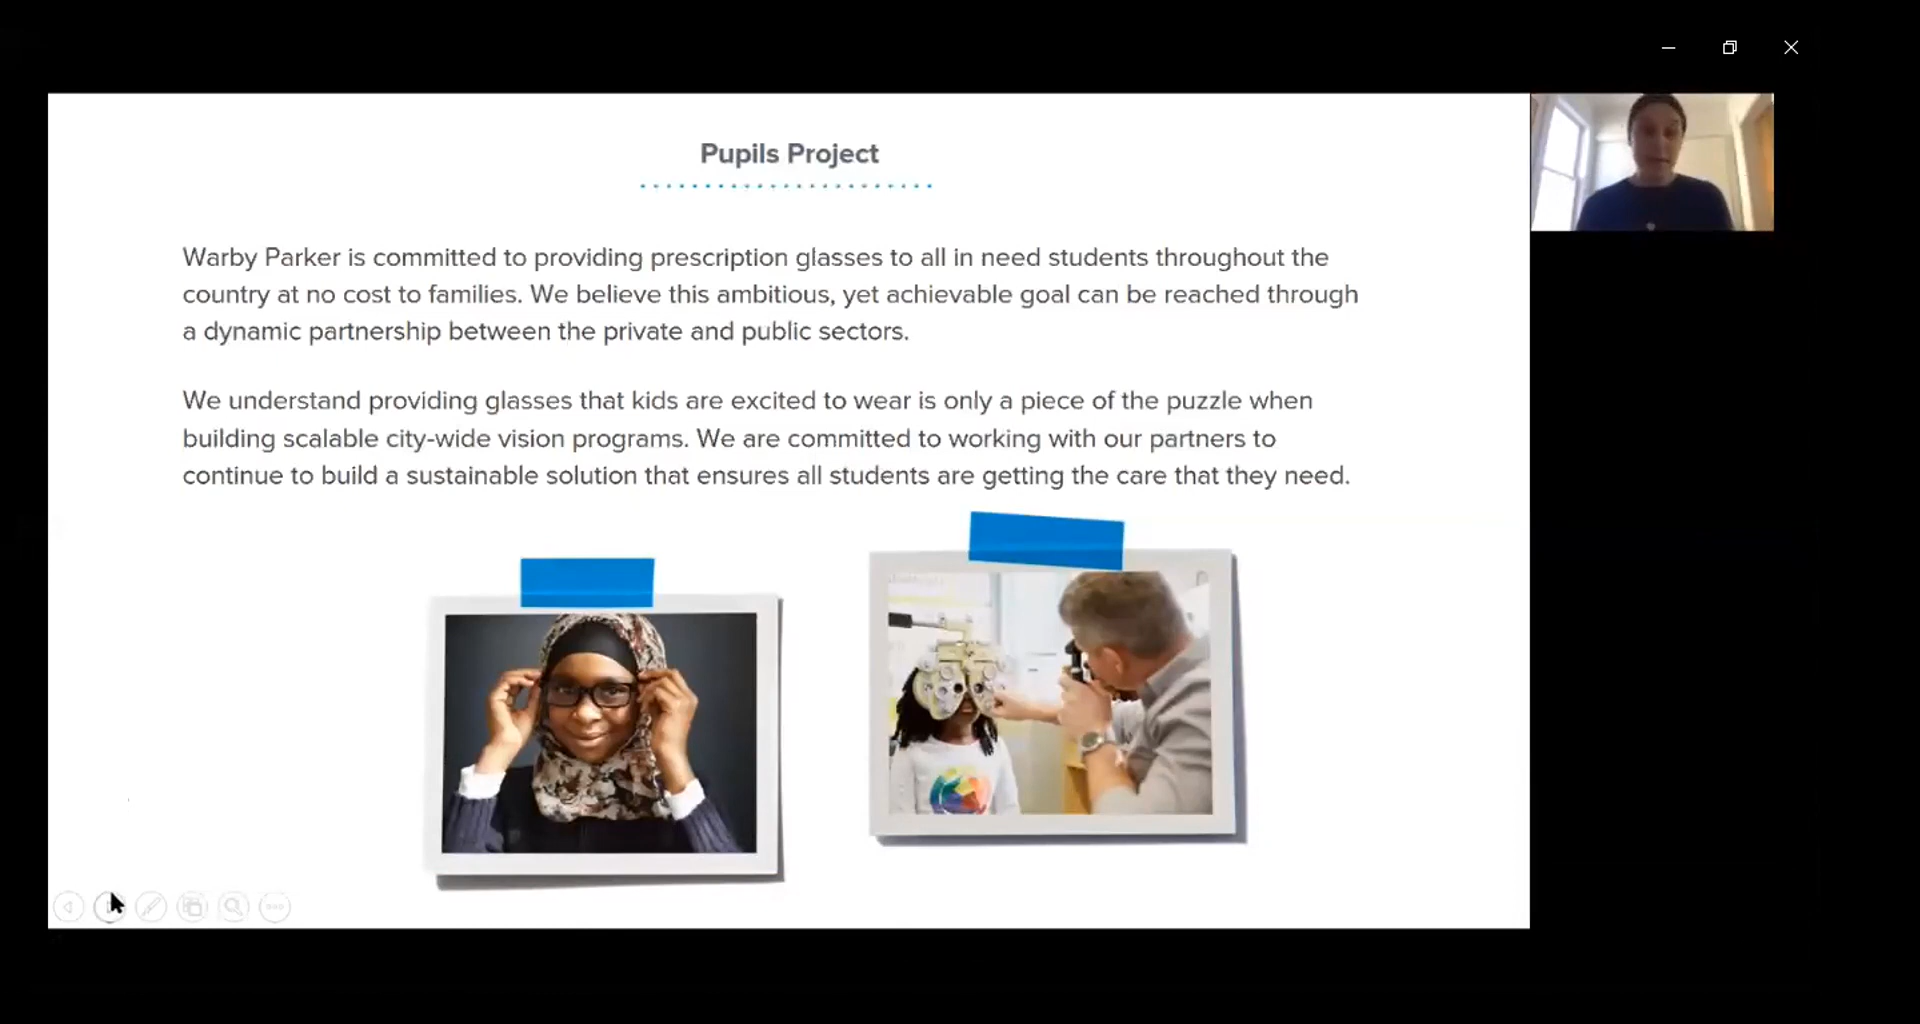 Pupils Project
Warby Parker is committed to providing prescription glasses to all in need students throughout the
country at no cost to families. We believe this ambitious, yet achievable goal can be reached through
a dynamic partnership between the private and public sectors.
We understand providing glasses that kids are excited to wear is only a piece of the puzzle when
building scalable city-wide vision programs. We are committed to working with our partners to
continue to build a sustainable solution that ensures all students are getting the care that they need.